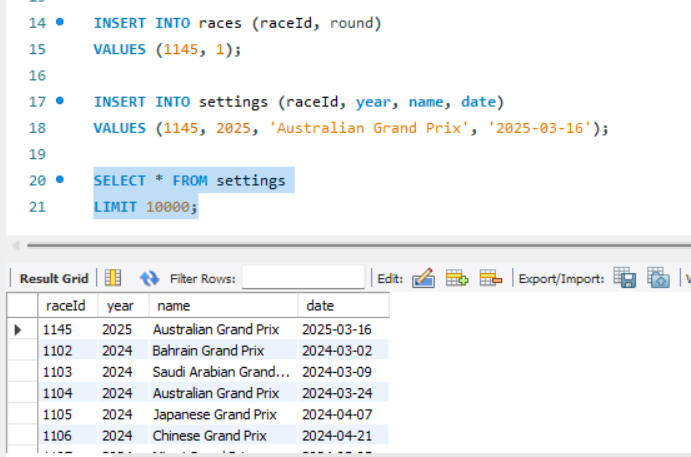 14 INSERT INTO races (raceId, round)
15 VALUES (1145, 1);
16
17 INSERT INTO settings (raceId, year, name, date)
18 VALUES (1145, 2025, 'Australian Grand Prix', '2025-03-16');
19
20 SELECT * FROM settings
21 LIMIT 10000;
Result Grid Filter Rows: Edit: Export/Import:
raceId year name date
1145 2025 Australian Grand Prix 2025-03-16
1102 2024 Bahrain Grand Prix 2024-03-02
1103 2024 Saudi Arabian Grand... 2024-03-09
1104 2024 Australian Grand Prix 2024-03-24
1105 2024 Japanese Grand Prix 2024-04-07
1106 2024 Chinese Grand Prix 2024-04-21